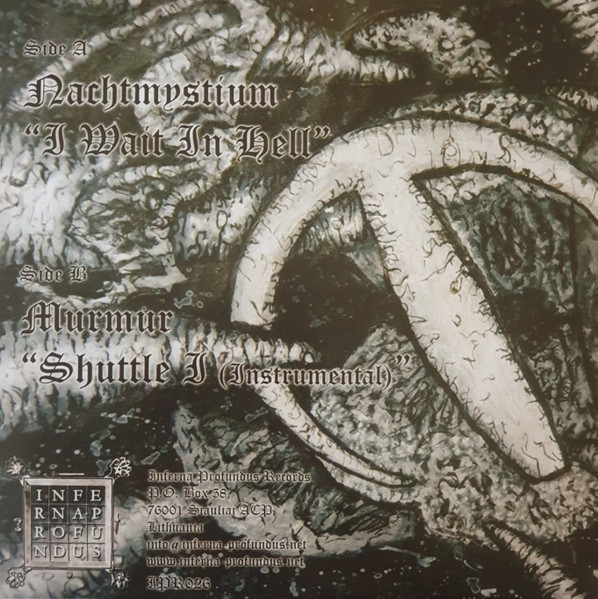 Side A
Nachtmystium
“I Wait In Hell”
Side B
Murmur
“Shuttle I (Instrumental)”
INFE
RNAP
ROFU
NDUS
Inferna Profundus Records
P.O. Box 38,
76001 Siauliai ACP,
Lithuania
info@inferna-profundus.net
www.inferna-profundus.net
IPR026